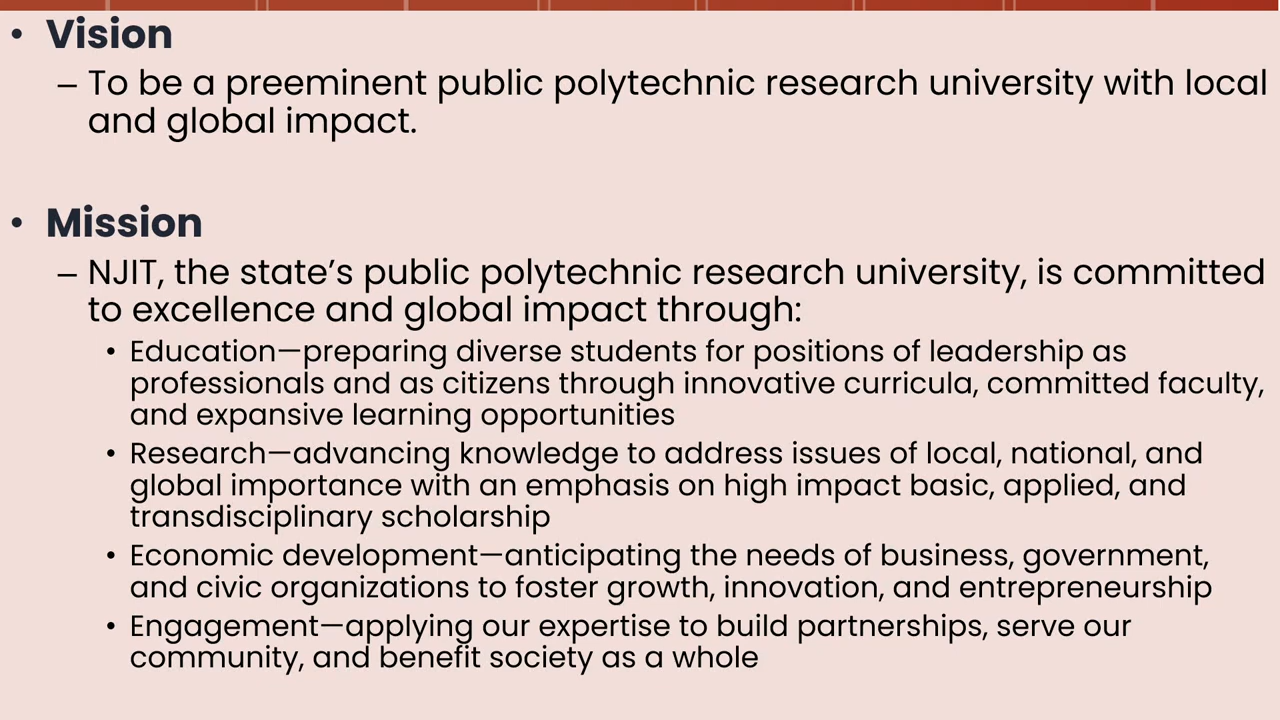 • Vision
– To be a preeminent public polytechnic research university with local
and global impact.
• Mission
– NJIT, the state’s public polytechnic research university, is committed
to excellence and global impact through:
• Education—preparing diverse students for positions of leadership as
professionals and as citizens through innovative curricula, committed faculty,
and expansive learning opportunities
• Research—advancing knowledge to address issues of local, national, and
global importance with an emphasis on high impact basic, applied, and
transdisciplinary scholarship
• Economic development—anticipating the needs of business, government,
and civic organizations to foster growth, innovation, and entrepreneurship
• Engagement—applying our expertise to build partnerships, serve our
community, and benefit society as a whole